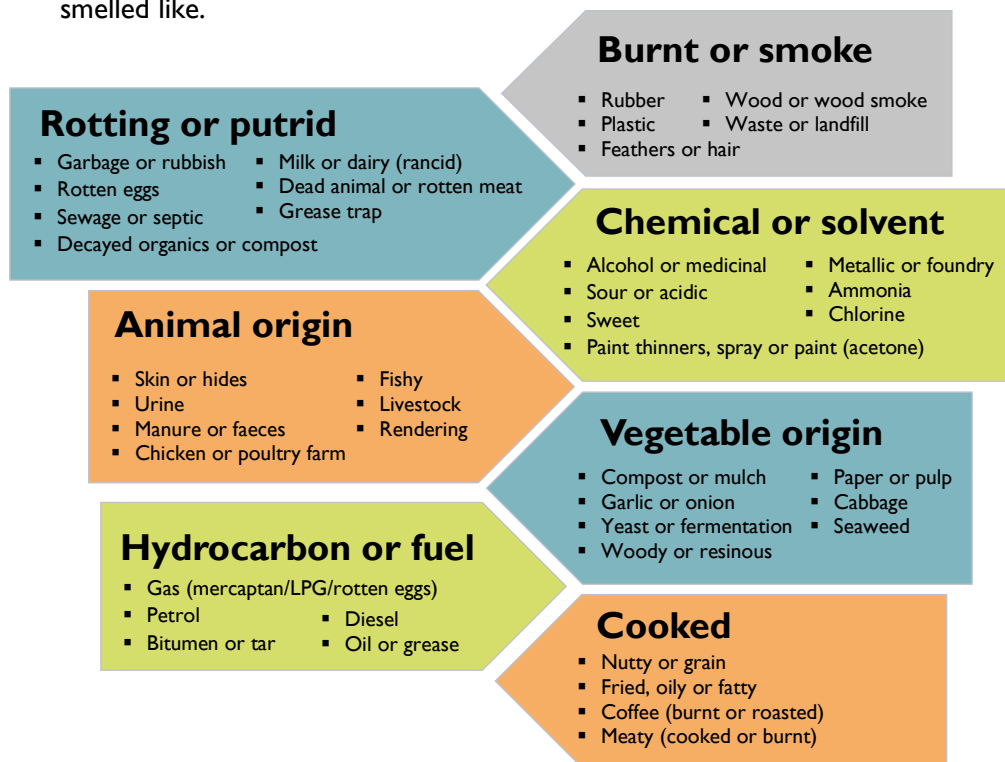 smelled like.
Burnt or smoke
▪ Rubber ▪ Wood or wood smoke
▪ Plastic ▪ Waste or landfill
▪ Feathers or hair
Rotting or putrid
▪ Garbage or rubbish ▪ Milk or dairy (rancid)
▪ Rotten eggs ▪ Dead animal or rotten meat
▪ Sewage or septic ▪ Grease trap
▪ Decayed organics or compost
Chemical or solvent
▪ Alcohol or medicinal ▪ Metallic or foundry
▪ Sour or acidic ▪ Ammonia
▪ Sweet ▪ Chlorine
▪ Paint thinners, spray or paint (acetone)
Animal origin
▪ Skin or hides ▪ Fishy
▪ Urine ▪ Livestock
▪ Manure or faeces ▪ Rendering
▪ Chicken or poultry farm
Vegetable origin
▪ Compost or mulch ▪ Paper or pulp
▪ Garlic or onion ▪ Cabbage
▪ Yeast or fermentation ▪ Seaweed
▪ Woody or resinous
Hydrocarbon or fuel
▪ Gas (mercaptan/LPG/rotten eggs)
▪ Petrol ▪ Diesel
▪ Bitumen or tar ▪ Oil or grease
Cooked
▪ Nutty or grain
▪ Fried, oily or fatty
▪ Coffee (burnt or roasted)
▪ Meaty (cooked or burnt)